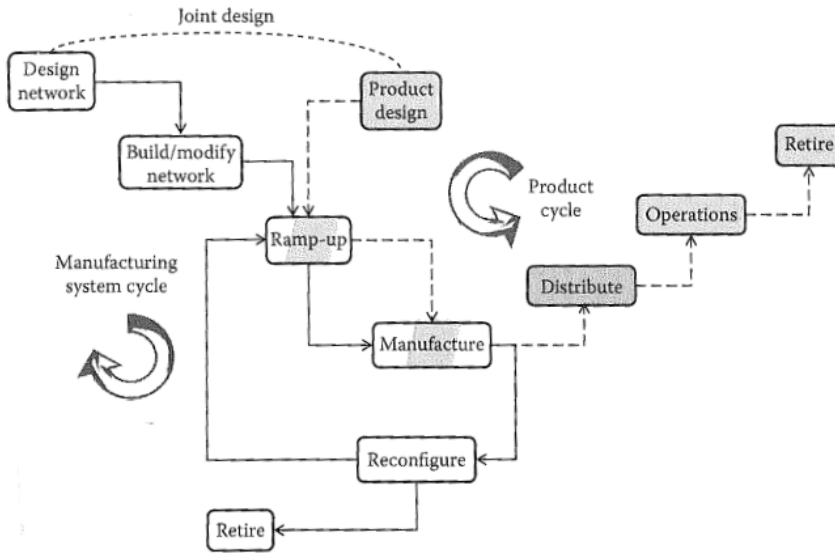 Joint design
Design
network
Product
design
Build/modify
network
Retire
Product
cycle
Operations
Ramp-up
Manufacturing
system cycle
Distribute
Manufacture
Reconfigure
Retire